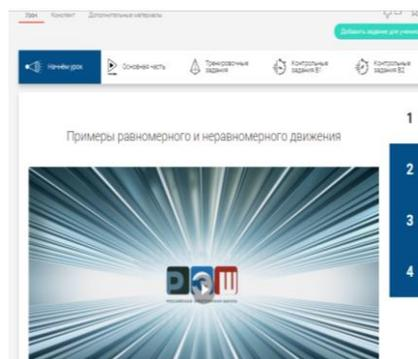 Урок Конспект Дополнительные материалы
Добавить задание для ученика
Начнём урок
Основная часть
Тренировочные
задания
Контрольные
задания В1
Контрольные
задания В2
1
Примеры равномерного и неравномерного движения
2
3
4
РЭШ
РОССИЙСКАЯ ЭЛЕКТРОННАЯ ШКОЛА